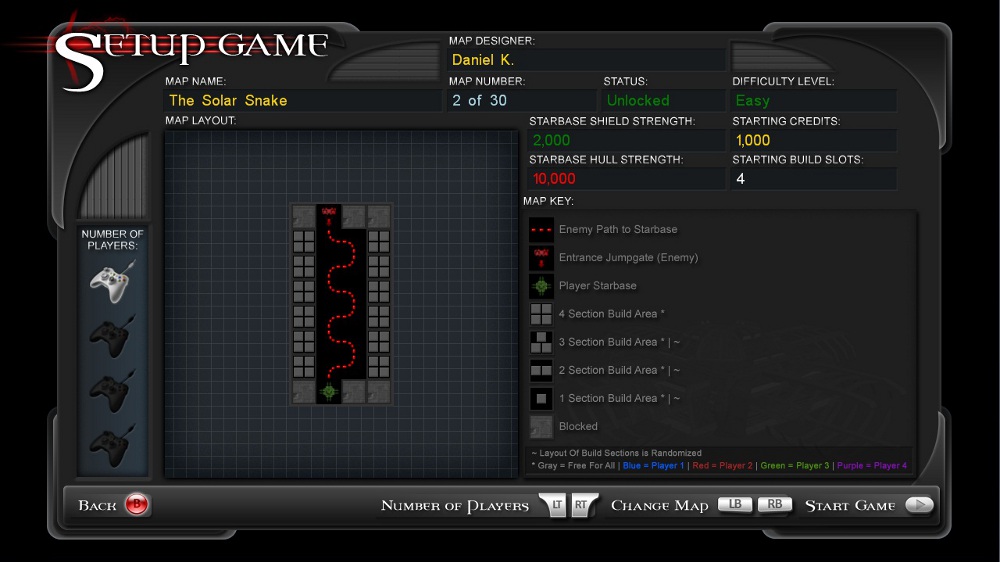 SETUP GAME
MAP DESIGNER:
Daniel K.
MAP NAME:
The Solar Snake
MAP NUMBER:
2 of 30
STATUS:
Unlocked
DIFFICULTY LEVEL:
Easy
MAP LAYOUT:
STARBASE SHIELD STRENGTH:
2,000
STARTING CREDITS:
1,000
STARBASE HULL STRENGTH:
10,000
STARTING BUILD SLOTS:
4
MAP KEY:
NUMBER OF
PLAYERS:
Enemy Path to Starbase
Entrance Jumpgate (Enemy)
Player Starbase
4 Section Build Area *
3 Section Build Area * | ~
2 Section Build Area * | ~
1 Section Build Area * | ~
Blocked
~ Layout Of Build Sections is Randomized
* Gray = Free For All | Blue = Player 1 | Red = Player 2 | Green = Player 3 | Purple = Player 4
BACK B
NUMBER OF PLAYERS LT RT
CHANGE MAP LB RB
START GAME